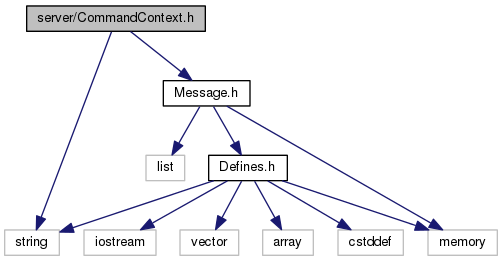 server/CommandContext.h
Message.h
list
Defines.h
string
iostream
vector
array
cstddef
memory